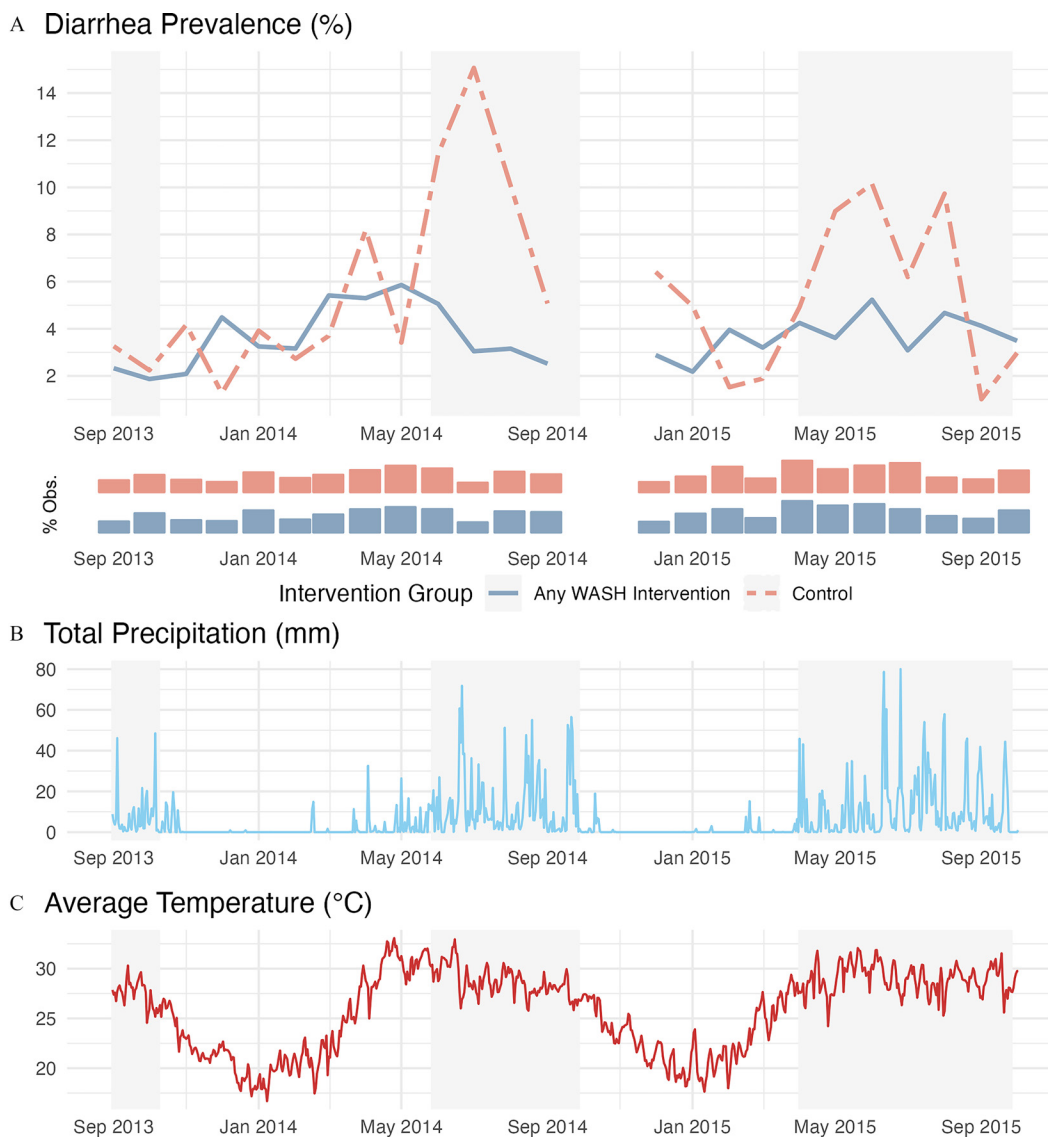 A Diarrhea Prevalence (%)
14
12
10
8
6
4
2
Sep 2013 Jan 2014 May 2014 Sep 2014 Jan 2015 May 2015 Sep 2015
% Obs.
Sep 2013 Jan 2014 May 2014 Sep 2014 Jan 2015 May 2015 Sep 2015
Intervention Group Any WASH Intervention Control
B Total Precipitation (mm)
80
60
40
20
0
Sep 2013 Jan 2014 May 2014 Sep 2014 Jan 2015 May 2015 Sep 2015
C Average Temperature (°C)
30
25
20
Sep 2013 Jan 2014 May 2014 Sep 2014 Jan 2015 May 2015 Sep 2015